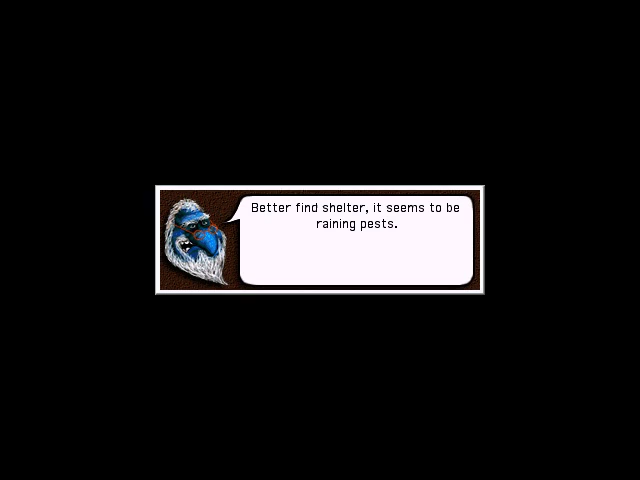 Better find shelter, it seems to be
raining pests.